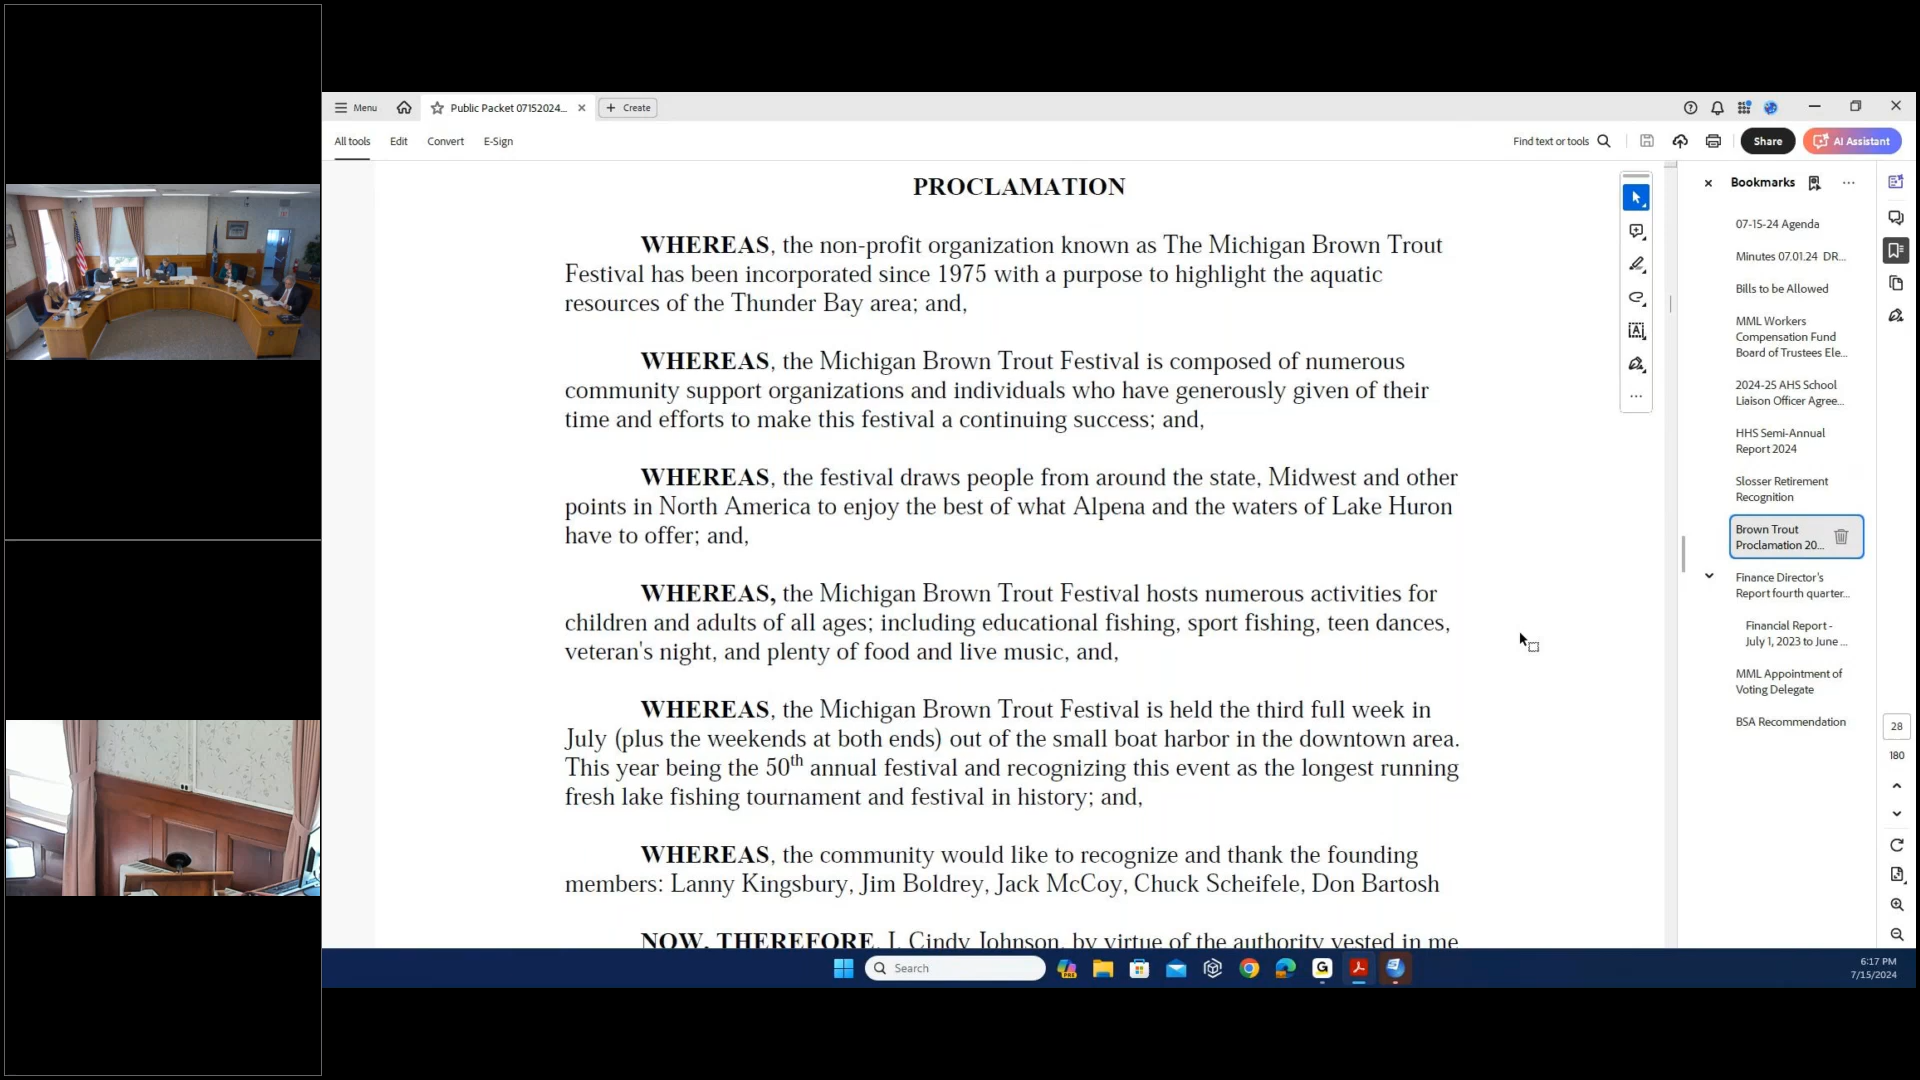 Menu
Public Packet 07152024...
Create
All tools
Edit
Convert
E-Sign
Find text or tools
Share
AI Assistant
PROCLAMATION
WHEREAS, the non-profit organization known as The Michigan Brown Trout
Festival has been incorporated since 1975 with a purpose to highlight the aquatic
resources of the Thunder Bay area; and,
WHEREAS, the Michigan Brown Trout Festival is composed of numerous
community support organizations and individuals who have generously given of their
time and efforts to make this festival a continuing success; and,
WHEREAS, the festival draws people from around the state, Midwest and other
points in North America to enjoy the best of what Alpena and the waters of Lake Huron
have to offer; and,
WHEREAS, the Michigan Brown Trout Festival hosts numerous activities for
children and adults of all ages; including educational fishing, sport fishing, teen dances,
veteran's night, and plenty of food and live music, and,
WHEREAS, the Michigan Brown Trout Festival is held the third full week in
July (plus the weekends at both ends) out of the small boat harbor in the downtown area.
This year being the 50th annual festival and recognizing this event as the longest running
fresh lake fishing tournament and festival in history; and,
WHEREAS, the community would like to recognize and thank the founding
members: Lanny Kingsbury, Jim Boldrey, Jack McCoy, Chuck Scheifele, Don Bartosh
NOW, THEREFORE, I, Cindy Johnson, by virtue of the authority vested in me
Bookmarks
07-15-24 Agenda
Minutes 07.01.24 DR...
Bills to be Allowed
MML Workers
Compensation Fund
Board of Trustees Ele...
2024-25 AHS School
Liaison Officer Agree...
HHS Semi-Annual
Report 2024
Slosser Retirement
Recognition
Brown Trout
Proclamation 20...
Finance Director's
Report fourth quarter...
Financial Report -
July 1, 2023 to June ...
MML Appointment of
Voting Delegate
BSA Recommendation
28
180
Search
6:17 PM
7/15/2024